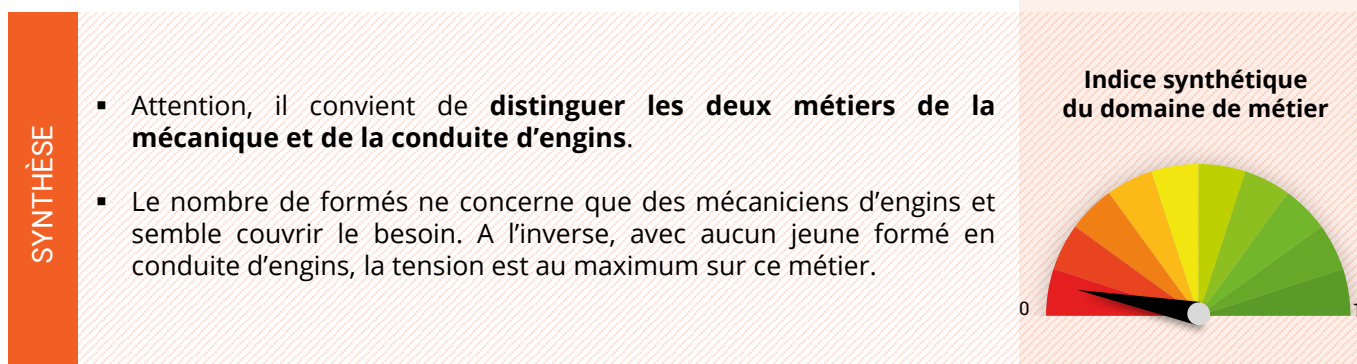 SYNTHÈSE
▪ Attention, il convient de distinguer les deux métiers de la
mécanique et de la conduite d'engins.
▪ Le nombre de formés ne concerne que des mécaniciens d'engins et
semble couvrir le besoin. A l'inverse, avec aucun jeune formé en
conduite d'engins, la tension est au maximum sur ce métier.
Indice synthétique
du domaine de métier
0